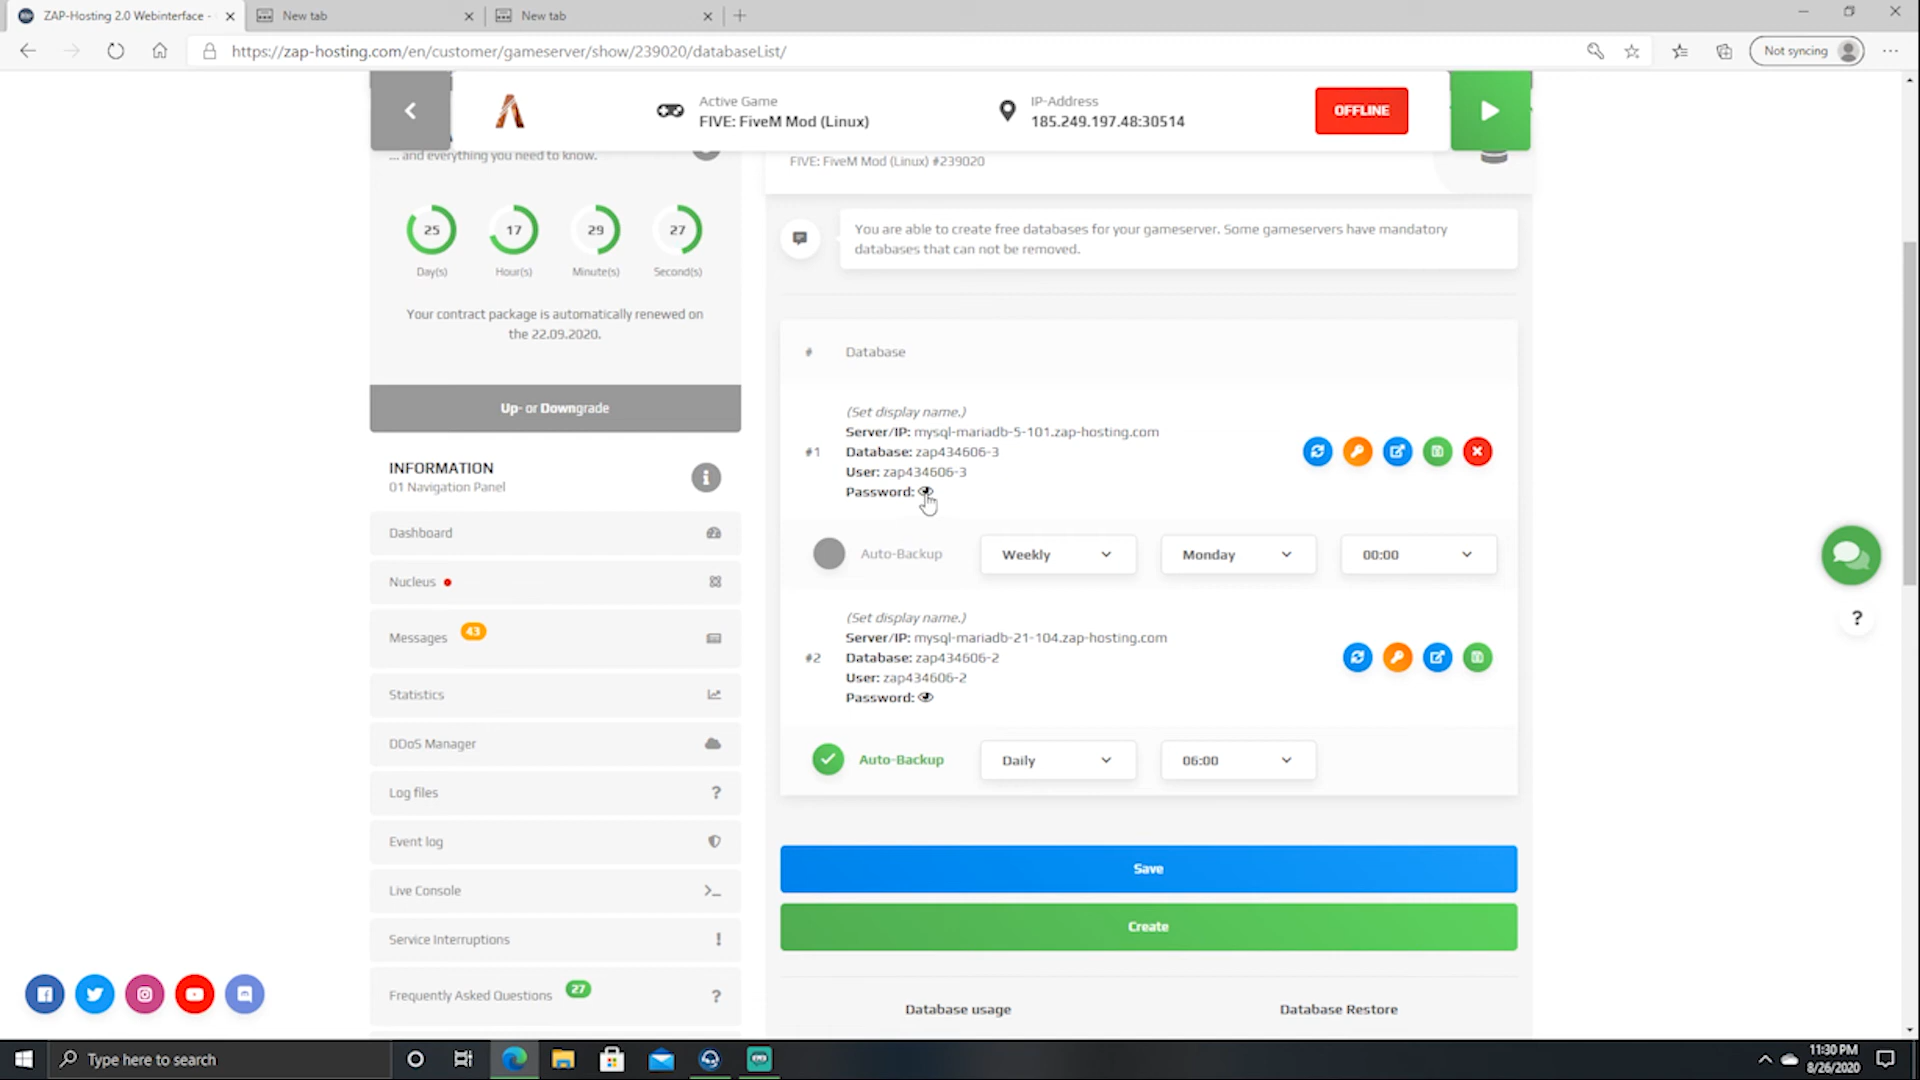 ZAP-Hosting 2.0 Webinterface -
New tab
New tab
https://zap-hosting.com/en/customer/gameserver/show/239020/databaseList/
Not syncing
Active Game
FIVE: FiveM Mod (Linux)
IP-Address
185.249.197.48:30514
OFFLINE
... and everything you need to know.
FIVE: FiveM Mod (Linux) #239020
25
17
29
27
Day(s)
Hour(s)
Minute(s)
Second(s)
Your contract package is automatically renewed on
the 22.09.2020.
Up- or Downgrade
INFORMATION
01 Navigation Panel
Dashboard
Nucleus
Messages 43
Statistics
DDoS Manager
Log files
Event log
Live Console
Service Interruptions
Frequently Asked Questions 27
You are able to create free databases for your gameserver. Some gameservers have mandatory
databases that can not be removed.
# Database
(Set display name.)
Server/IP: mysql-mariadb-5-101.zap-hosting.com
#1
Database: zap434606-3
User: zap434606-3
Password:
Auto-Backup Weekly Monday 00:00
(Set display name.)
Server/IP: mysql-mariadb-21-104.zap-hosting.com
#2
Database: zap434606-2
User: zap434606-2
Password:
Auto-Backup Daily 06:00
Save
Create
Database usage
Database Restore
?
Type here to search
11:30 PM
8/26/2020